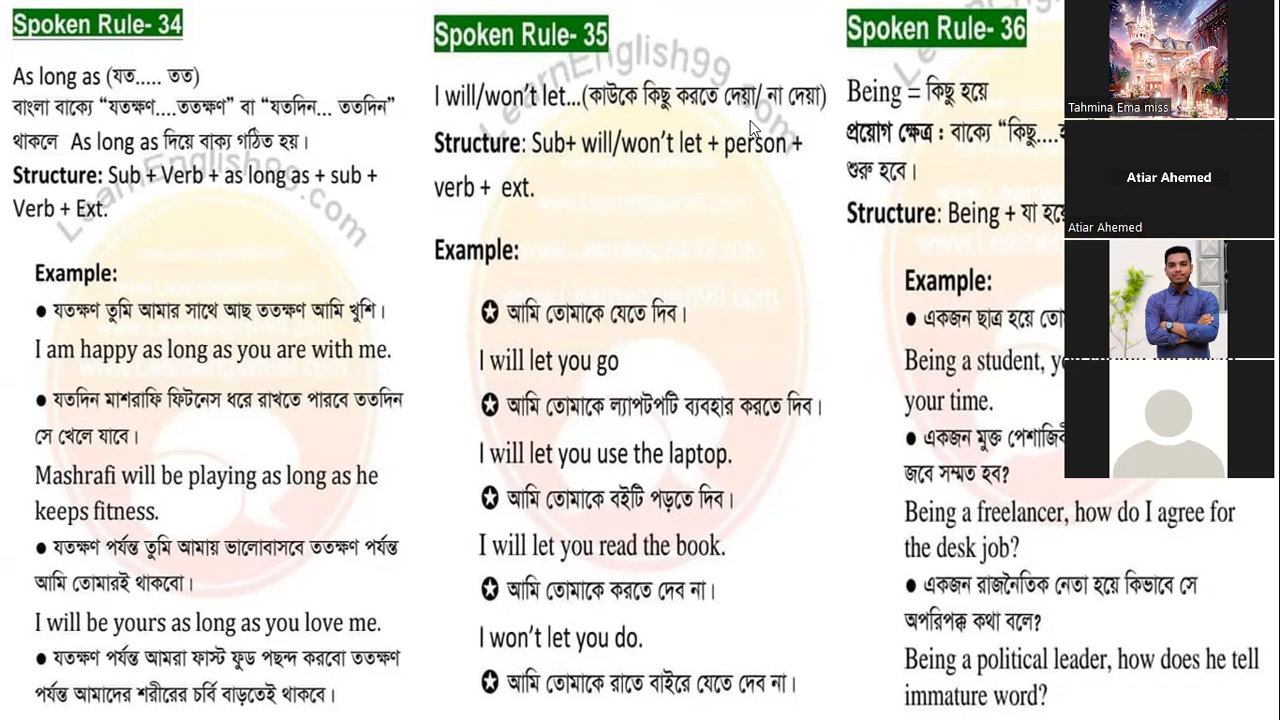 Spoken Rule- 34
As long as (যত..... তত)
বাংলা বাক্যে “যতক্ষণ....ততক্ষণ” বা “যতদিন... ততদিন”
থাকলে As long as দিয়ে বাক্য গঠিত হয়।
Structure: Sub + Verb + as long as + sub +
Verb + Ext.
Example:
● যতক্ষণ তুমি আমার সাথে আছ ততক্ষণ আমি খুশি।
I am happy as long as you are with me.
● যতদিন মাশরাফি ফিটনেস ধরে রাখতে পারবে ততদিন
সে খেলে যাবে।
Mashrafi will be playing as long as he
keeps fitness.
● যতক্ষণ পর্যন্ত তুমি আমায় ভালোবাসবে ততক্ষণ পর্যন্ত
আমি তোমারই থাকবো।
I will be yours as long as you love me.
● যতক্ষণ পর্যন্ত আমরা ফাস্ট ফুড পছন্দ করবো ততক্ষণ
পর্যন্ত আমাদের শরীরের চর্বি বাড়তেই থাকবে।
Spoken Rule- 35
I will/won’t let...(কাউকে কিছু করতে দেয়া/ না দেয়া)
Structure: Sub+ will/won’t let + person +
verb + ext.
Example:
✪ আমি তোমাকে যেতে দিব।
I will let you go
✪ আমি তোমাকে ল্যাপটপটি ব্যবহার করতে দিব।
I will let you use the laptop.
✪ আমি তোমাকে বইটি পড়তে দিব।
I will let you read the book.
✪ আমি তোমাকে করতে দেব না।
I won’t let you do.
✪ আমি তোমাকে রাতে বাইরে যেতে দেব না।
Spoken Rule- 36
Being = কিছু হয়ে
প্রয়োগ ক্ষেত্র : বাক্যে “কিছু....
শুরু হবে।
Structure: Being + যা হয়ে
Example:
● একজন ছাত্র হয়ে
Being a student,
your time.
● একজন মুক্ত
জবে সম্মত হব?
Being a freelancer, how do I agree for
the desk job?
● একজন রাজনৈতিক নেতা হয়ে কিভাবে সে
অপরিপক্ক কথা বলে?
Being a political leader, how does he tell
immature word?
Tahmina Ema miss
Atiar Ahemed
Atiar Ahemed
LearnEnglish99.com
LearnEnglish99.com